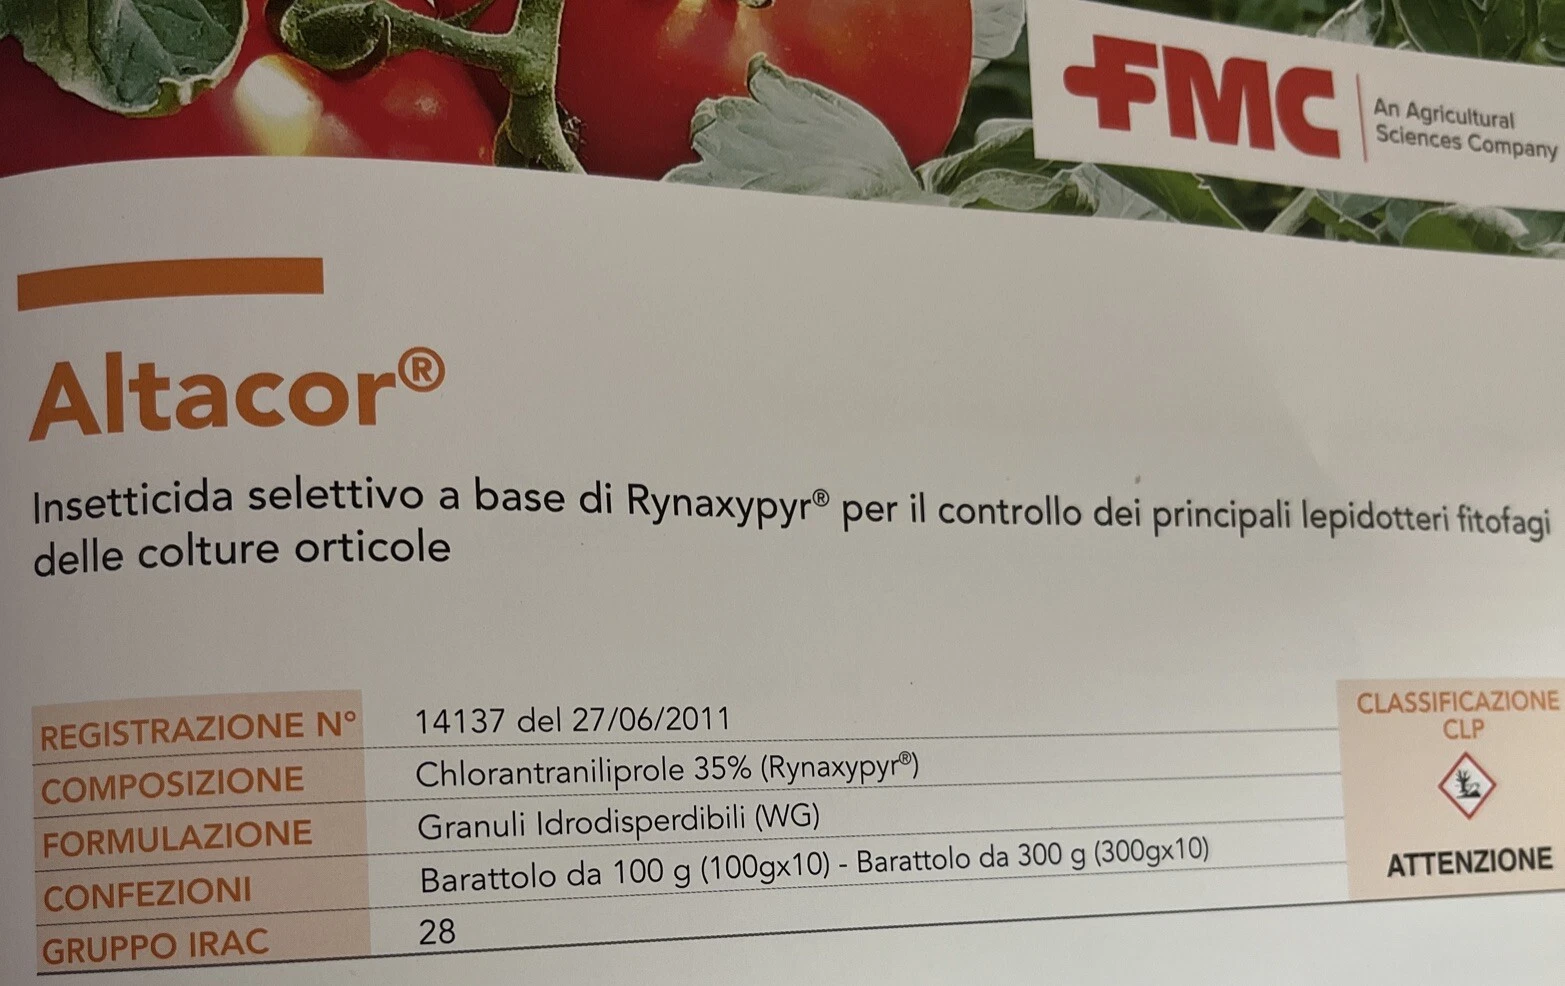 FMC
An Agricultural
Sciences Company
Altacor®
Insetticida selettivo a base di Rynaxypyr® per il controllo dei principali lepidotteri fitofagi
delle colture orticole
REGISTRAZIONE N° 14137 del 27/06/2011
COMPOSIZIONE Chlorantraniliprole 35% (Rynaxypyr®)
FORMULAZIONE Granuli Idrodisperdibili (WG)
CONFEZIONI Barattolo da 100 g (100gx10) - Barattolo da 300 g (300gx10)
GRUPPO IRAC 28
CLASSIFICAZIONE
CLP
ATTENZIONE